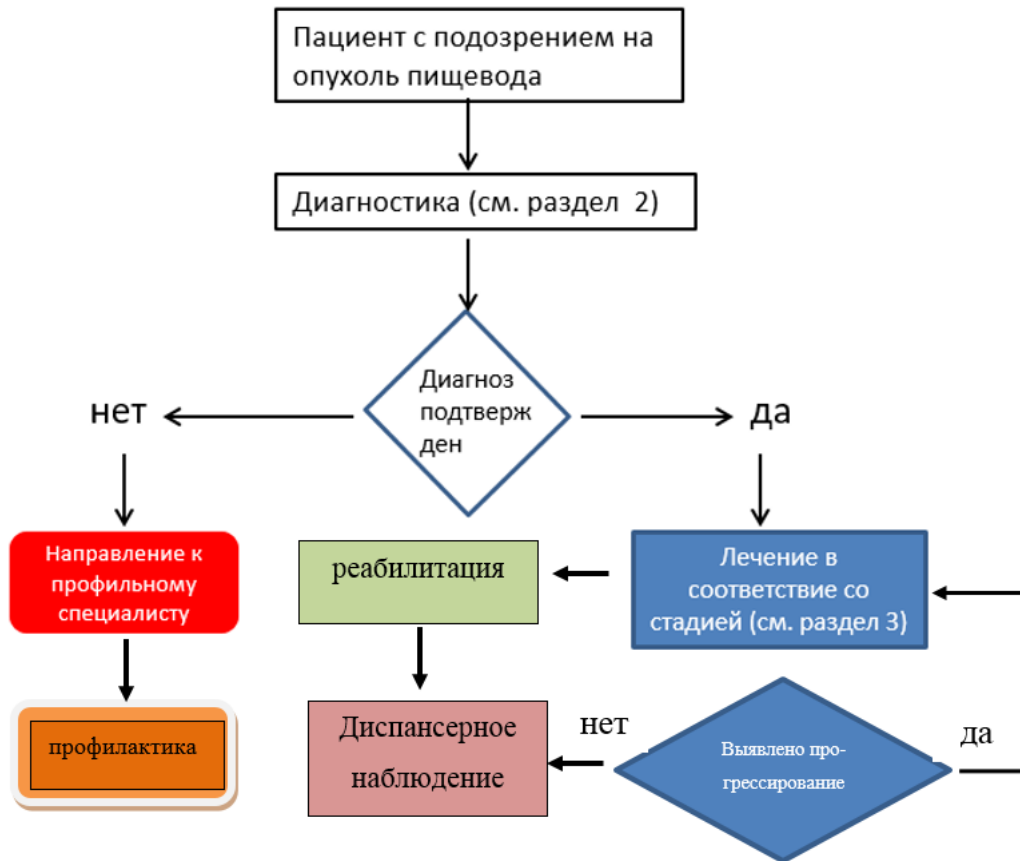 Пациент с подозрением на
опухоль пищевода
Диагностика (см. раздел 2)
Диагноз
подтверж
ден
нет
да
Направление к
профильному
специалисту
реабилитация
Лечение в
соответствие со
стадией (см. раздел 3)
профилактика
Диспансерное
наблюдение
нет
Выявлено про-
грессирование
да